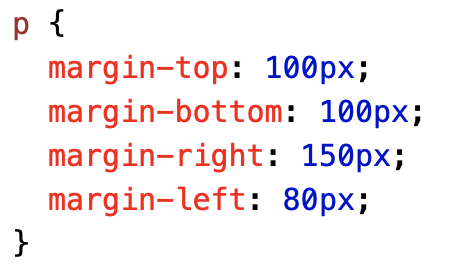 p {
  margin-top: 100px;
  margin-bottom: 100px;
  margin-right: 150px;
  margin-left: 80px;
}